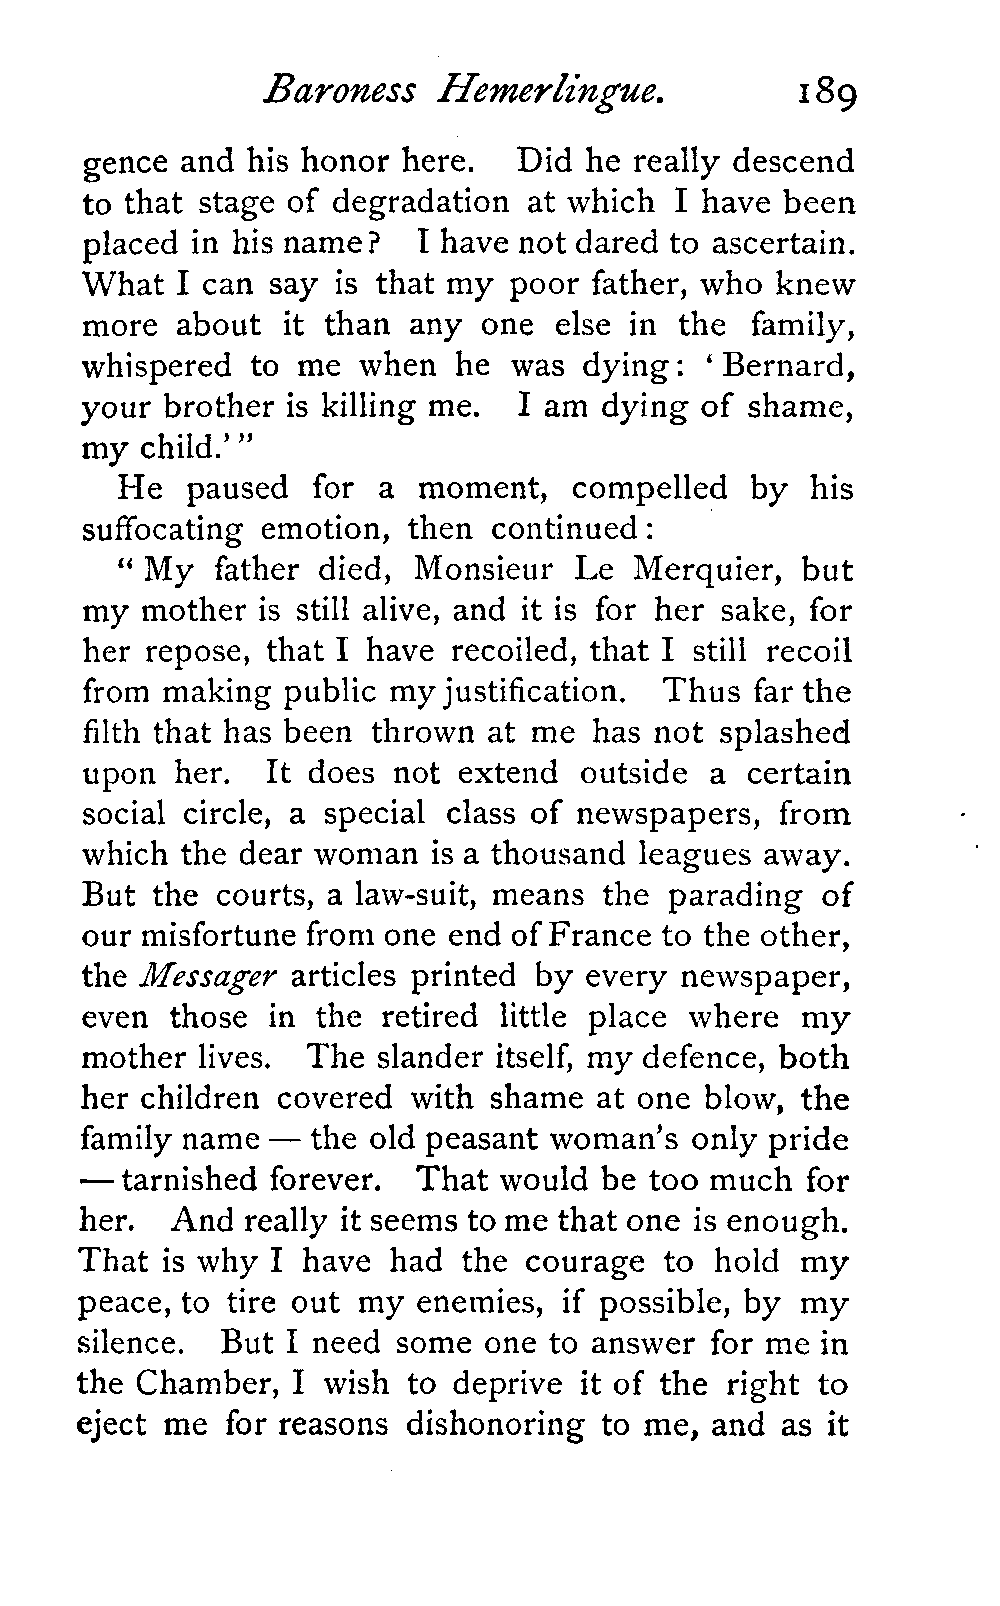 Baroness Hemerlingue. 189
gence and his honor here. Did he really descend
to that stage of degradation at which I have been
placed in his name? I have not dared to ascertain.
What I can say is that my poor father, who knew
more about it than any one else in the family,
whispered to me when he was dying: ‘Bernard,
your brother is killing me. I am dying of shame,
my child.’”
He paused for a moment, compelled by his
suffocating emotion, then continued:
“My father died, Monsieur Le Merquier, but
my mother is still alive, and it is for her sake, for
her repose, that I have recoiled, that I still recoil
from making public my justification. Thus far the
filth that has been thrown at me has not splashed
upon her. It does not extend outside a certain
social circle, a special class of newspapers, from
which the dear woman is a thousand leagues away.
But the courts, a law-suit, means the parading of
our misfortune from one end of France to the other,
the Messager articles printed by every newspaper,
even those in the retired little place where my
mother lives. The slander itself, my defence, both
her children covered with shame at one blow, the
family name — the old peasant woman's only pride
— tarnished forever. That would be too much for
her. And really it seems to me that one is enough.
That is why I have had the courage to hold my
peace, to tire out my enemies, if possible, by my
silence. But I need some one to answer for me in
the Chamber, I wish to deprive it of the right to
eject me for reasons dishonoring to me, and as it